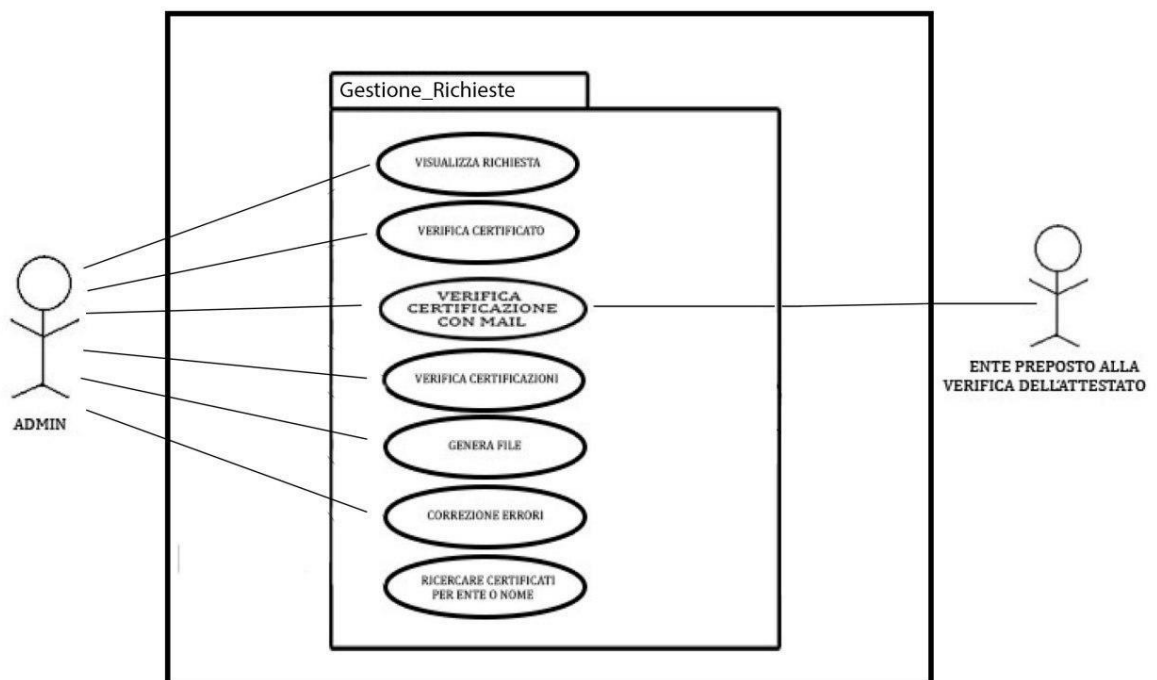 Gestione_Richieste
VISUALIZZA RICHIESTA
VERIFICA CERTIFICATO
VERIFICA
CERTIFICAZIONE
CON MAIL
VERIFICA CERTIFICAZIONI
GENERA FILE
CORREZIONE ERRORI
RICERCARE CERTIFICATI
PER ENTE O NOME
ADMIN
ENTE PREPOSTO ALLA
VERIFICA DELL'ATTESTATO